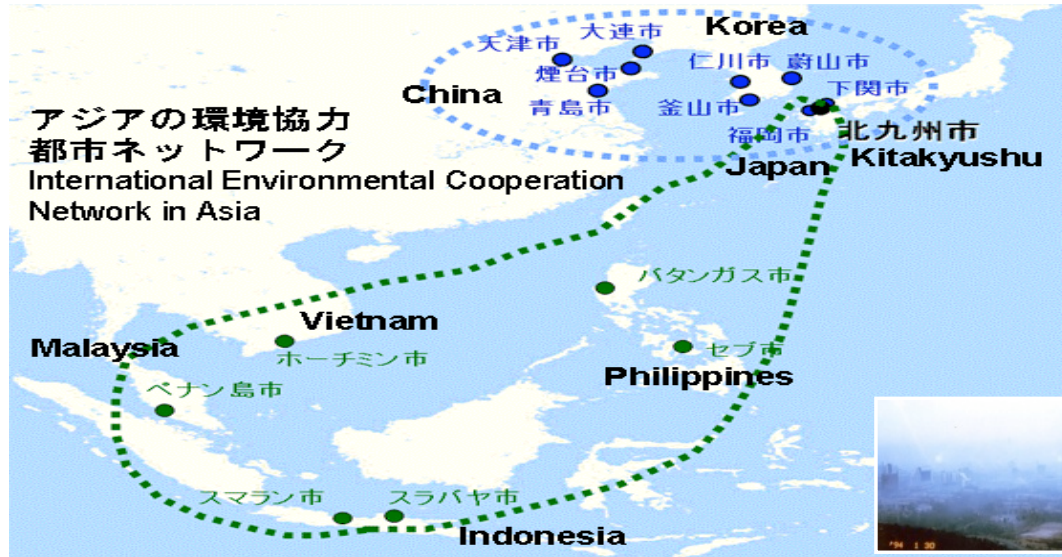 Korea
大連市
天津市
仁川市
蔚山市
煙台市
下関市
China
青島市
釜山市
福岡市
北九州市
Japan
Kitakyushu
アジアの環境協力
都市ネットワーク
International Environmental Cooperation
Network in Asia
バタンガス市
Vietnam
Malaysia
ホーチミン市
セブ市
Philippines
ペナン島市
スマラン市
スラバヤ市
Indonesia
'94 1 30